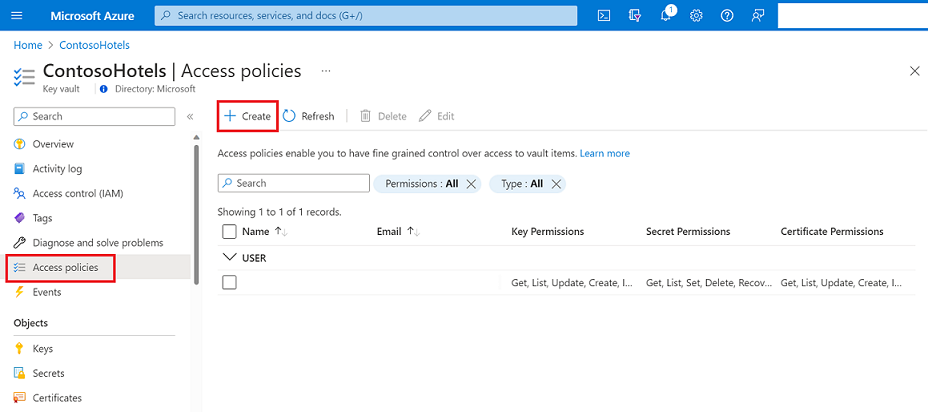 Microsoft Azure
Search resources, services, and docs (G+/)
1
Home > ContosoHotels
ContosoHotels | Access policies ...
Key vault
Directory: Microsoft
Search
«
Overview
Activity log
Access control (IAM)
Tags
Diagnose and solve problems
Access policies
Events
Objects
Keys
Secrets
Certificates
+ Create Refresh Delete Edit
Access policies enable you to have fine grained control over access to vault items. Learn more
Search Permissions : All Type : All
Showing 1 to 1 of 1 records.
Name Email Key Permissions Secret Permissions Certificate Permissions
USER
Get, List, Update, Create, I... Get, List, Set, Delete, Recov... Get, List, Update, Create, I...